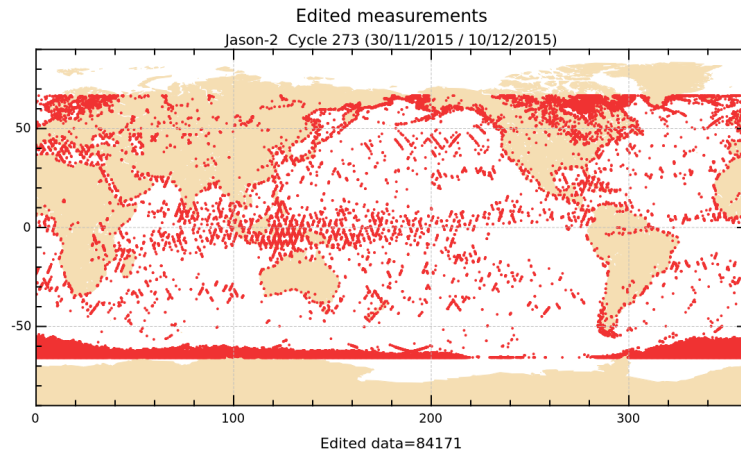 Edited measurements
Jason-2 Cycle 273 (30/11/2015 / 10/12/2015)
50
0
-50
0 100 200 300
Edited data=84171